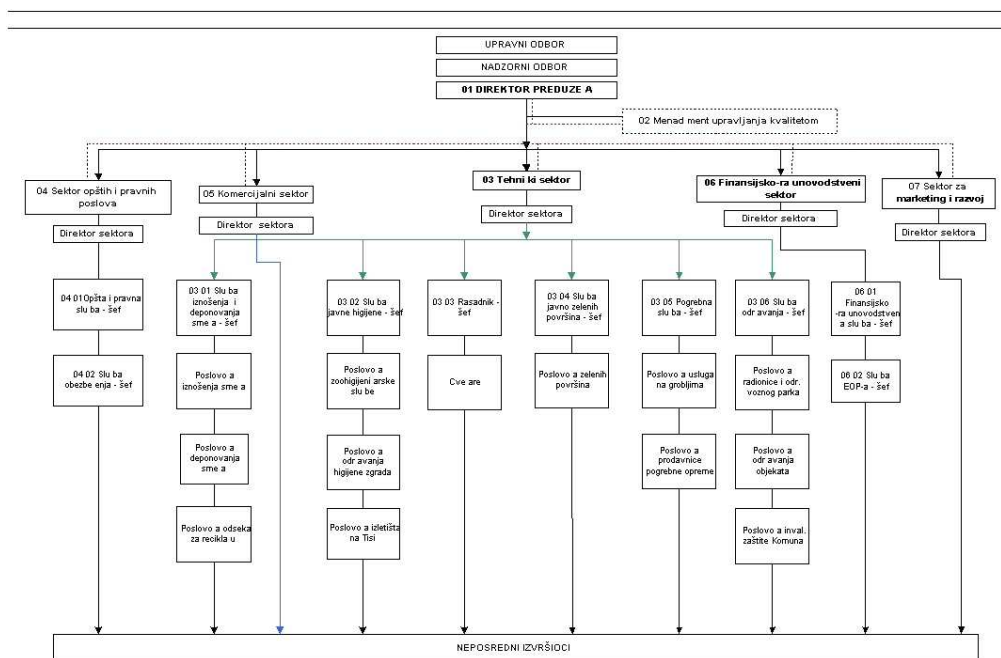 UPRAVNI ODBOR
NADZORNI ODBOR
01 DIREKTOR PREDUZE A
02 Menad ment upravljanja kvalitetom
04 Sektor opštih i pravnih
poslova
Direktor sektora
05 Komercijalni sektor
Direktor sektora
03 Tehni ki sektor
Direktor sektora
06 Finansijsko-ra unovodstveni
sektor
Direktor sektora
07 Sektor za
marketing i razvoj
Direktor sektora
04 01Opšta i pravna
slu ba - šef
04 02 Slu ba
obezbe enja - šef
03 01 Slu ba
iznošenja i
deponovanja
sme a - šef
Poslovo a
iznošenja sme a
Poslovo a
deponovanja
sme a
Poslovo a odseka
za recikla u
03 02 Slu ba
javne higijene - šef
Poslovo a
zoohigijeni arske
slu be
Poslovo a
odr avanja
higijene zgrada
Poslovo a izletišta
na Tisi
03 03 Rasadnik -
šef
Cve are
03 04 Slu ba
javno zelenih
površina - šef
Poslovo a zelenih
površina
03 05 Pogrebna
slu ba - šef
Poslovo a usluga
na grobljima
Poslovo a
prodavnice
pogrebne opreme
03 06 Slu ba
odr avanja - šef
Poslovo a
radionice i odr.
voznog parka
Poslovo a
odr avanja
objekata
Poslovo a inval.
zaštite Komuna
06 01
Finansijsko
-ra unovodstven
a slu ba - šef
06 02 Slu ba
EOP-a - šef
NEPOSREDNI IZVRŠIOCI